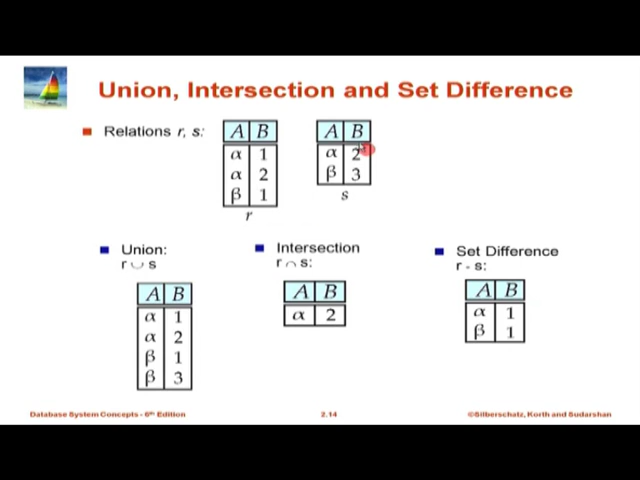 Union, Intersection and Set Difference
Relations r, s:
A B
α 1
α 2
β 1
r
A B
α 2
β 3
s
Union:
r ∪ s
A B
α 1
α 2
β 1
β 3
Intersection
r ∩ s:
A B
α 2
Set Difference
r - s:
A B
α 1
β 1
Database System Concepts - 6th Edition
2.14
©Silberschatz, Korth and Sudarshan